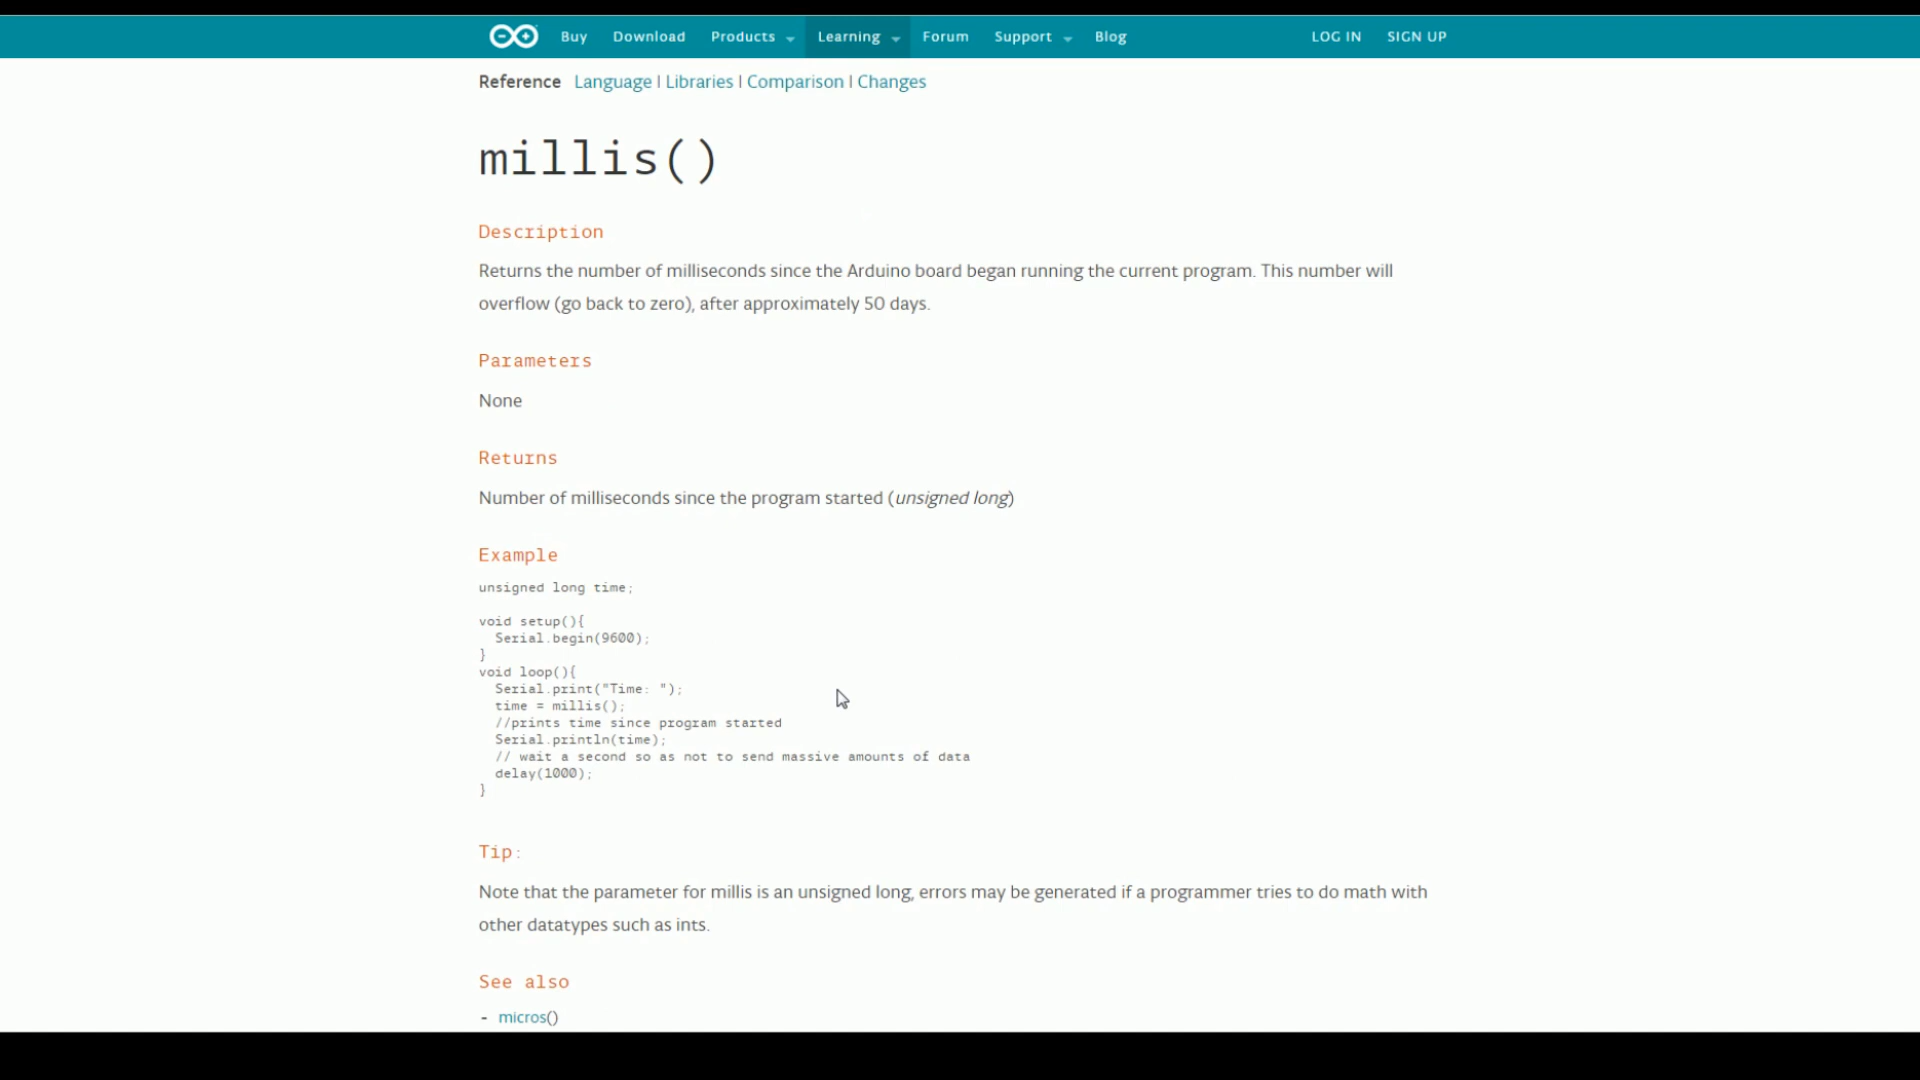 Buy Download Products Learning Forum Support Blog LOG IN SIGN UP
Reference Language | Libraries | Comparison | Changes
millis()
Description
Returns the number of milliseconds since the Arduino board began running the current program. This number will
overflow (go back to zero), after approximately 50 days.
Parameters
None
Returns
Number of milliseconds since the program started (unsigned long)
Example
unsigned long time;
void setup(){
  Serial.begin(9600);
}
void loop(){
  Serial.print("Time: ");
  time = millis();
  //prints time since program started
  Serial.println(time);
  // wait a second so as not to send massive amounts of data
  delay(1000);
}
Tip:
Note that the parameter for millis is an unsigned long, errors may be generated if a programmer tries to do math with
other datatypes such as ints.
See also
- micros()